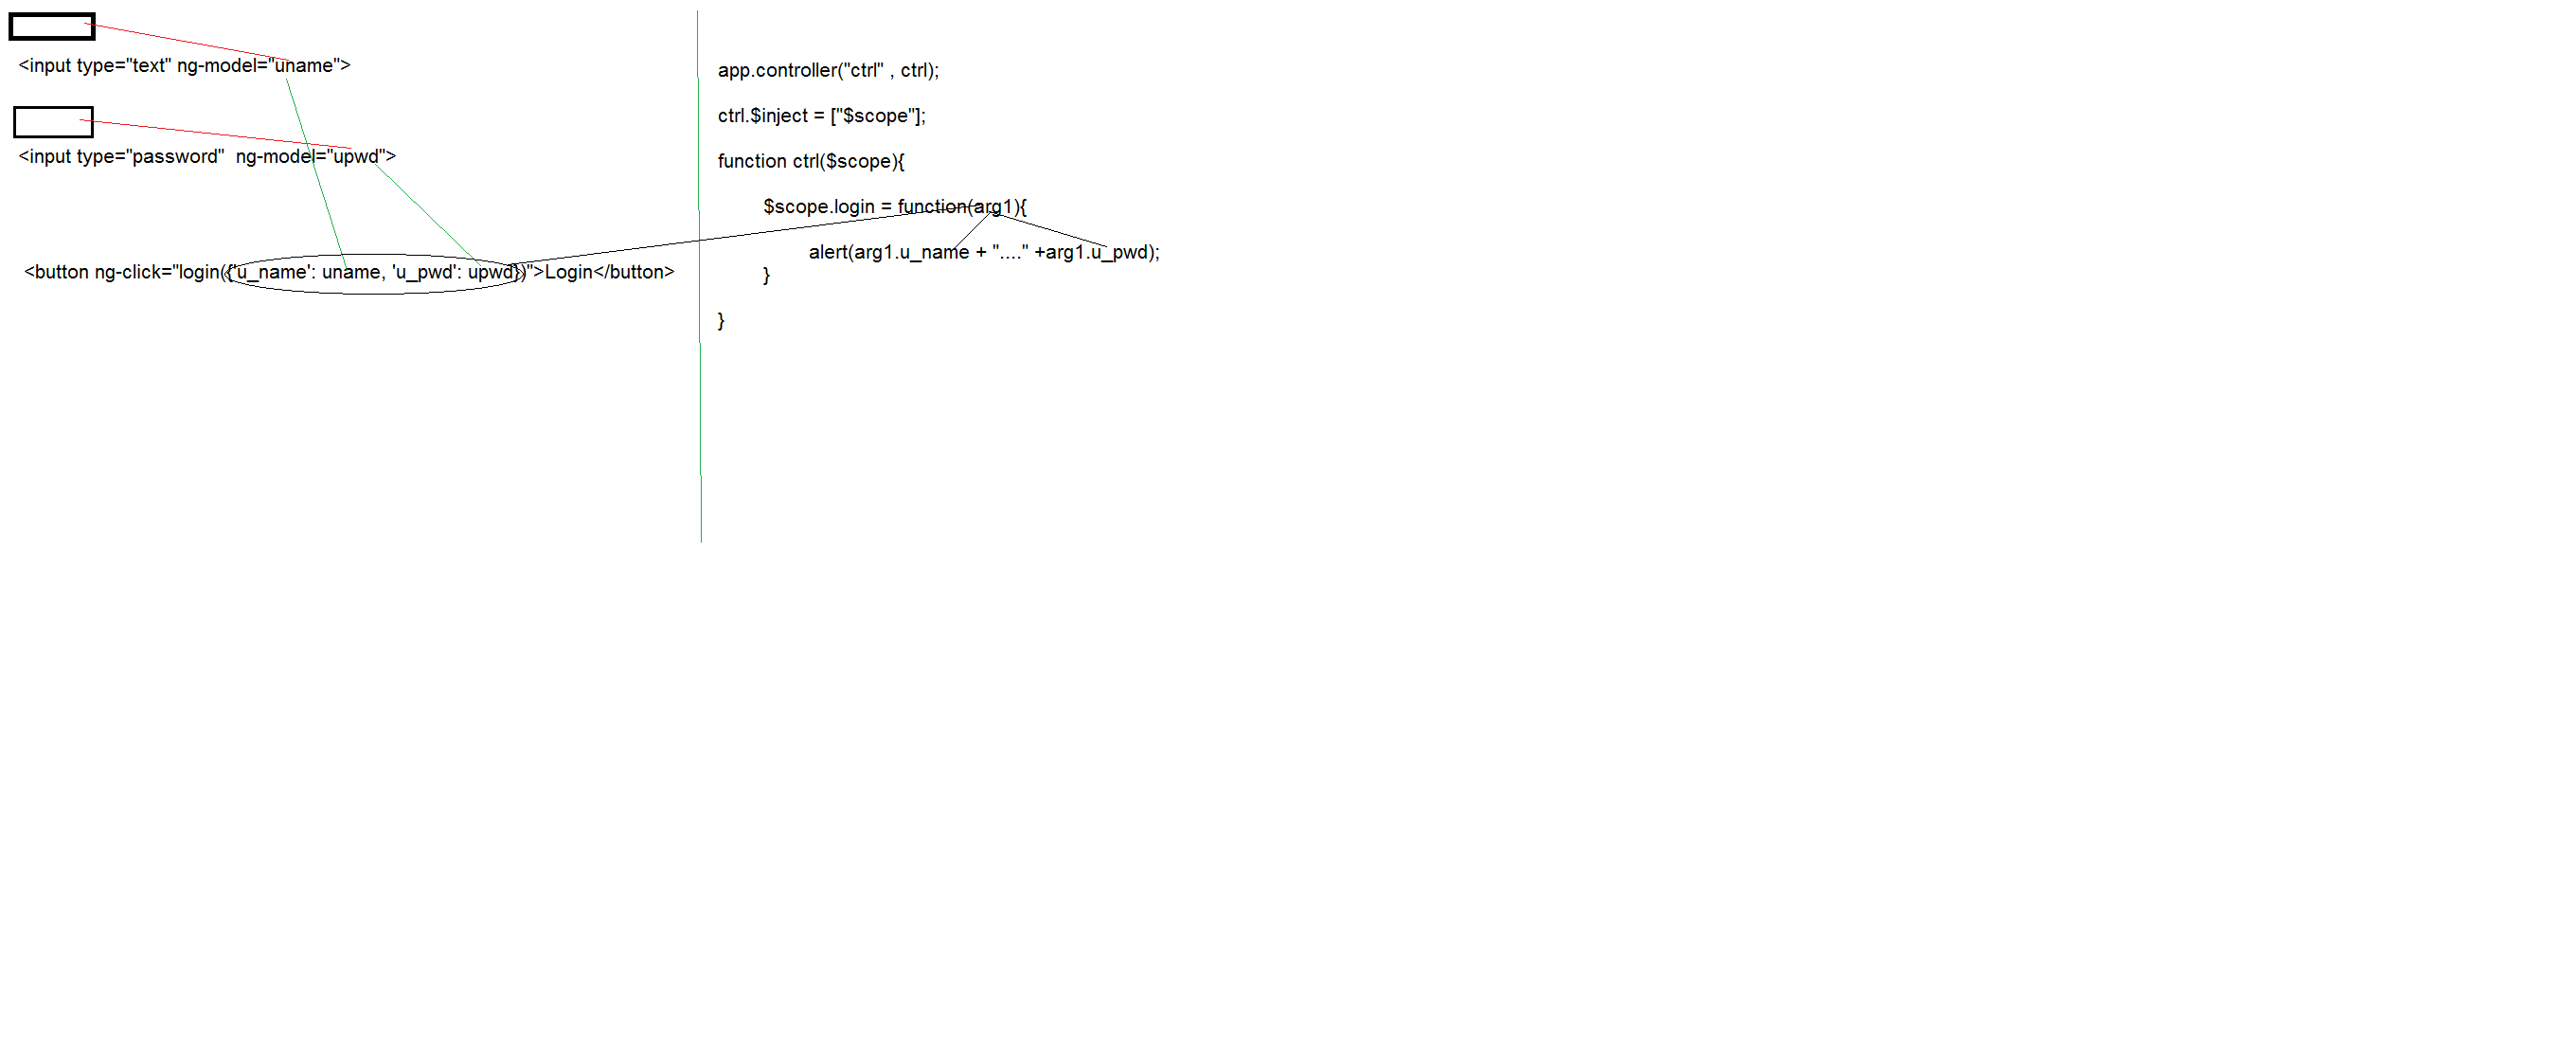 <input type="text" ng-model="uname">
<input type="password"  ng-model="upwd">
<button ng-click="login({'u_name': uname, 'u_pwd': upwd})">Login</button>
app.controller("ctrl" , ctrl);
ctrl.$inject = ["$scope"];
function ctrl($scope){
$scope.login = function(arg1){
alert(arg1.u_name + "...." +arg1.u_pwd);
}
}